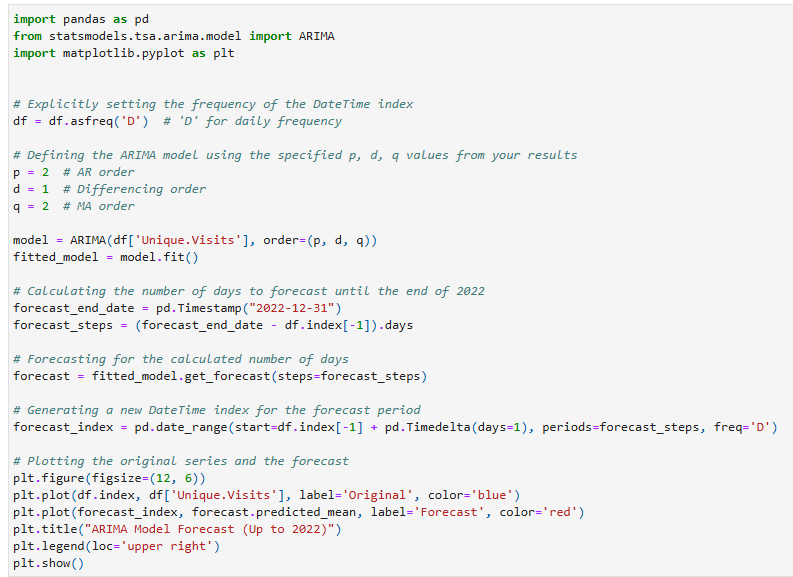 import pandas as pd
from statsmodels.tsa.arima.model import ARIMA
import matplotlib.pyplot as plt
# Explicitly setting the frequency of the DateTime index
df = df.asfreq('D')  # 'D' for daily frequency
# Defining the ARIMA model using the specified p, d, q values from your results
p = 2  # AR order
d = 1  # Differencing order
q = 2  # MA order
model = ARIMA(df['Unique.Visits'], order=(p, d, q))
fitted_model = model.fit()
# Calculating the number of days to forecast until the end of 2022
forecast_end_date = pd.Timestamp("2022-12-31")
forecast_steps = (forecast_end_date - df.index[-1]).days
# Forecasting for the calculated number of days
forecast = fitted_model.get_forecast(steps=forecast_steps)
# Generating a new DateTime index for the forecast period
forecast_index = pd.date_range(start=df.index[-1] + pd.Timedelta(days=1), periods=forecast_steps, freq='D')
# Plotting the original series and the forecast
plt.figure(figsize=(12, 6))
plt.plot(df.index, df['Unique.Visits'], label='Original', color='blue')
plt.plot(forecast_index, forecast.predicted_mean, label='Forecast', color='red')
plt.title("ARIMA Model Forecast (Up to 2022)")
plt.legend(loc='upper right')
plt.show()